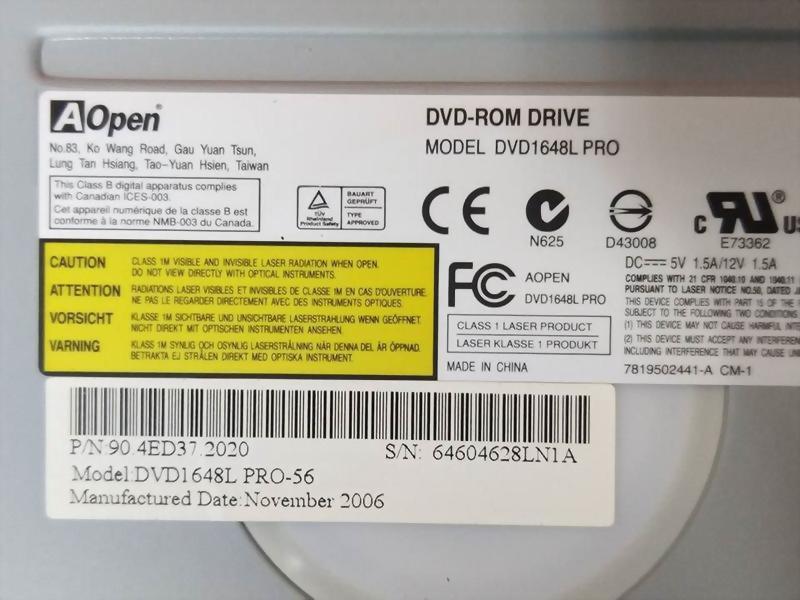 AOpen®
No.83, Ko Wang Road, Gau Yuan Tsun,
Lung Tan Hsiang, Tao-Yuan Hsien, Taiwan
This Class B digital apparatus complies
with Canadian ICES-003.
Cet appareil numérique de la classe B est
conforme à la norme NMB-003 du Canada.
TÜV
Rheinland
Product Safety
BAUART
GEPRÜFT
TYPE
APPROVED
DVD-ROM DRIVE
MODEL DVD1648L PRO
CE
N625
D43008
c RU® US
E73362
CAUTION CLASS 1M VISIBLE AND INVISIBLE LASER RADIATION WHEN OPEN.
DO NOT VIEW DIRECTLY WITH OPTICAL INSTRUMENTS.
ATTENTION RADIATIONS LASER VISIBLES ET INVISIBLES DE CLASSE 1M EN CAS D'OUVERTURE.
NE PAS LE REGARDER DIRECTEMENT AVEC DES INSTRUMENTS OPTIQUES.
VORSICHT KLASSE 1M SICHTBARE UND UNSICHTBARE LASERSTRAHLUNG WENN GEÖFFNET.
NICHT DIREKT MIT OPTISCHEN INSTRUMENTEN ANSEHEN.
VARNING KLASS 1M SYNLIG OCH OSYNLIG LASERSTRÅLNING NÄR DENNA DEL ÄR ÖPPNAD.
BETRAKTA EJ STRÅLEN DIREKT MED OPTISKA INSTRUMENT.
FC
AOPEN
DVD1648L PRO
CLASS 1 LASER PRODUCT
LASER KLASSE 1 PRODUKT
MADE IN CHINA
DC⎓ 5V 1.5A/12V 1.5A
COMPLIES WITH 21 CFR 1040.10 AND 1040.11
PURSUANT TO LASER NOTICE NO.50, DATED
THIS DEVICE COMPLIES WITH PART 15 OF THE
SUBJECT TO THE FOLLOWING TWO CONDITIONS
(1) THIS DEVICE MAY NOT CAUSE HARMFUL
(2) THIS DEVICE MUST ACCEPT ANY
INCLUDING INTERFERENCE THAT MAY CAUSE
7819502441-A CM-1
P/N:90.4ED37.2020 S/N: 64604628LN1A
Model:DVD1648L PRO-56
Manufactured Date:November 2006